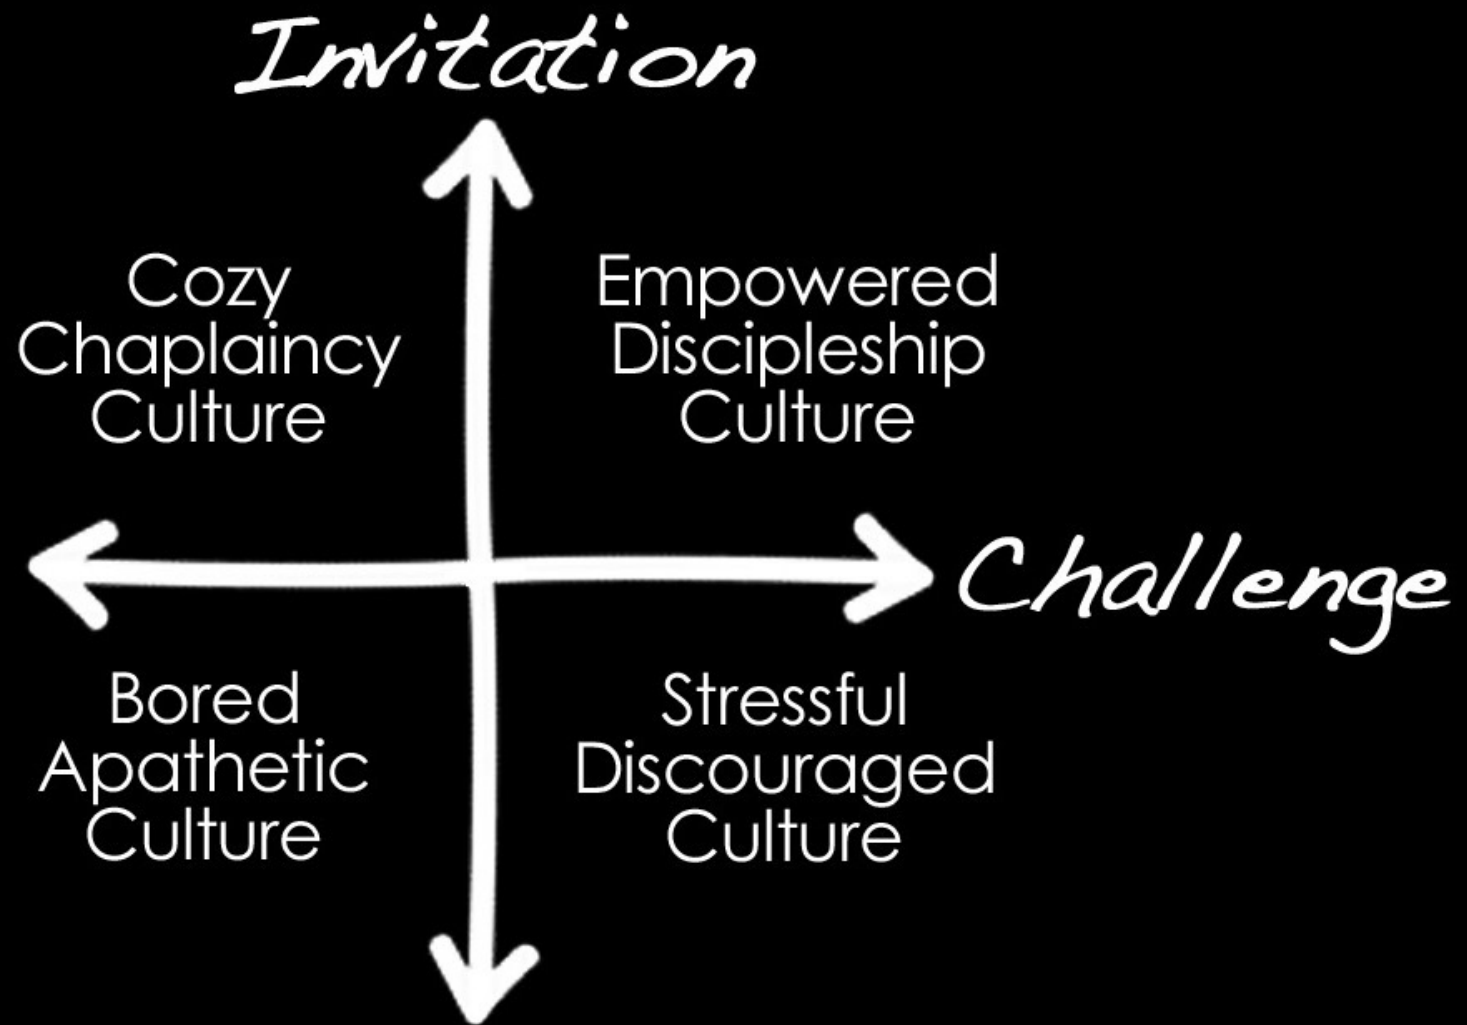 Invitation
Cozy
Chaplaincy
Culture
Empowered
Discipleship
Culture
Challenge
Bored
Apathetic
Culture
Stressful
Discouraged
Culture